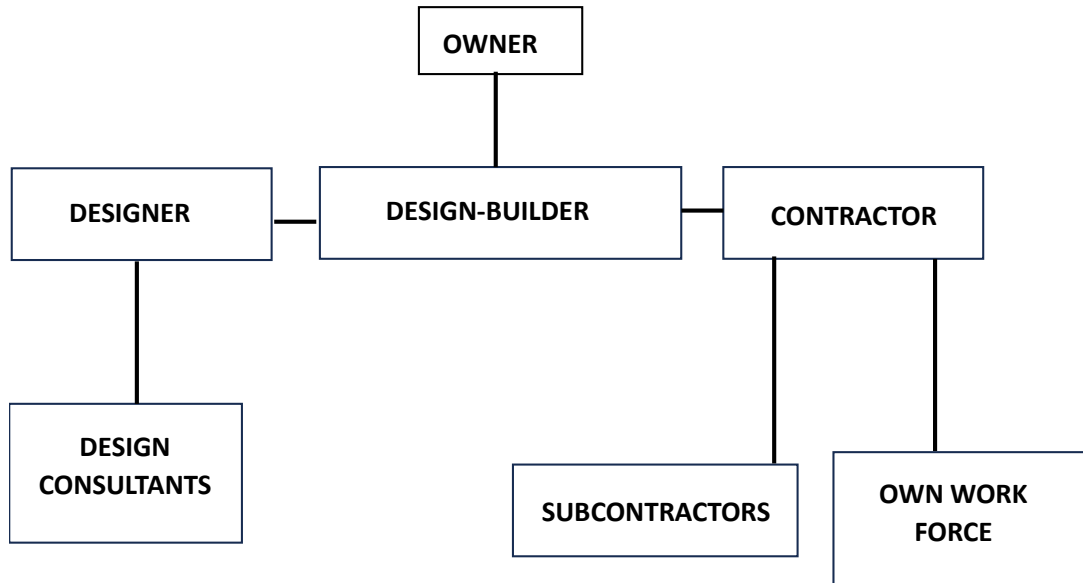 OWNER
DESIGNER
DESIGN-BUILDER
CONTRACTOR
DESIGN
CONSULTANTS
SUBCONTRACTORS
OWN WORK
FORCE